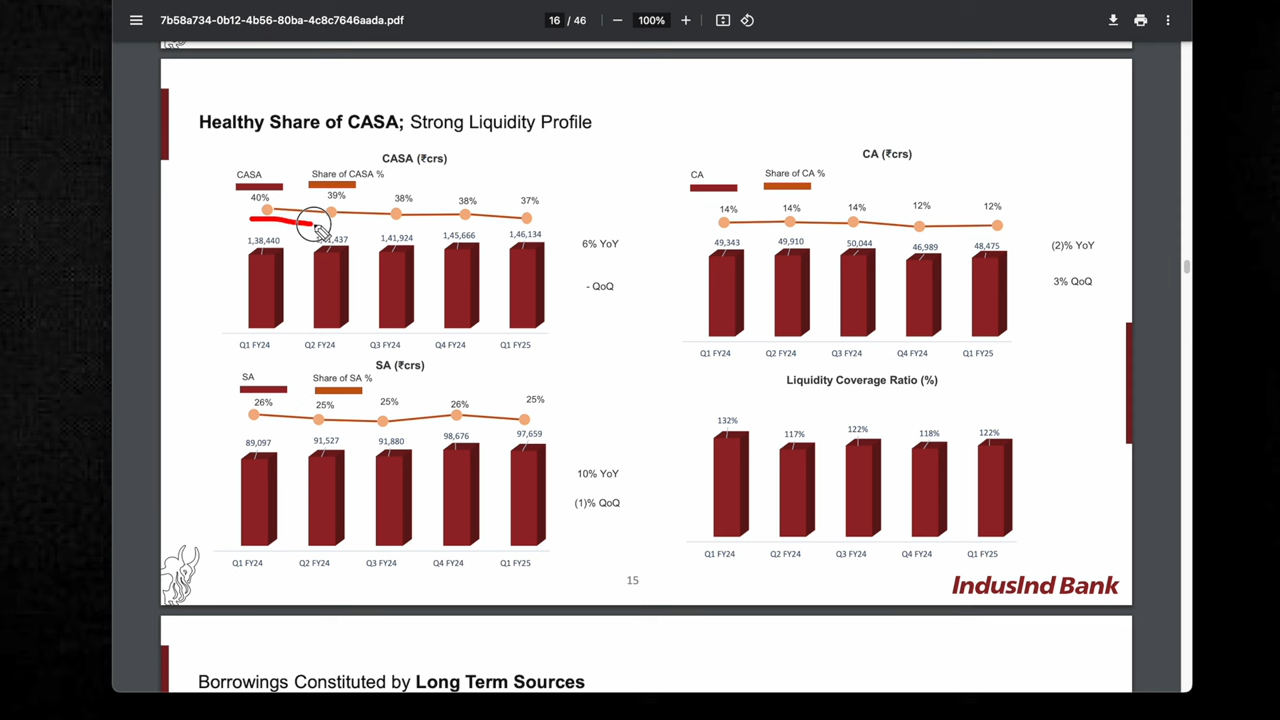 7b58a734-0b12-4b56-80ba-4c8c7646aada.pdf
16 / 46
100%
Healthy Share of CASA; Strong Liquidity Profile
CASA (₹crs)
CASA Share of CASA %
40% 39% 38% 38% 37%
1,38,440 1,41,924 1,45,666 1,46,134
6% YoY
- QoQ
Q1 FY24 Q2 FY24 Q3 FY24 Q4 FY24 Q1 FY25
CA (₹crs)
CA Share of CA %
14% 14% 14% 12% 12%
49,343 49,910 50,044 46,989 48,475
(2)% YoY
3% QoQ
Q1 FY24 Q2 FY24 Q3 FY24 Q4 FY24 Q1 FY25
SA (₹crs)
SA Share of SA %
26% 25% 25% 26% 25%
89,097 91,527 91,880 98,676 97,659
10% YoY
(1)% QoQ
Q1 FY24 Q2 FY24 Q3 FY24 Q4 FY24 Q1 FY25
Liquidity Coverage Ratio (%)
132% 117% 122% 118% 122%
Q1 FY24 Q2 FY24 Q3 FY24 Q4 FY24 Q1 FY25
15
IndusInd Bank
Borrowings Constituted by Long Term Sources